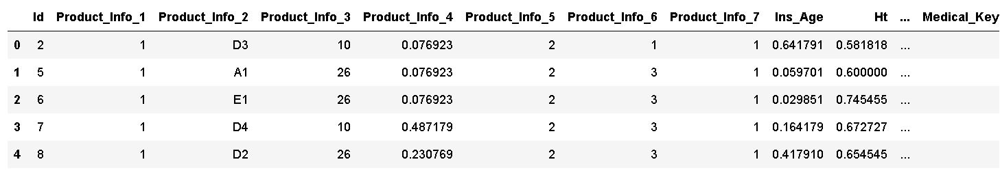 Id Product_Info_1 Product_Info_2 Product_Info_3 Product_Info_4 Product_Info_5 Product_Info_6 Product_Info_7 Ins_Age Ht ... Medical_Key
0 2 1 D3 10 0.076923 2 1 1 0.641791 0.581818 ...
1 5 1 A1 26 0.076923 2 3 1 0.059701 0.600000 ...
2 6 1 E1 26 0.076923 2 3 1 0.029851 0.745455 ...
3 7 1 D4 10 0.487179 2 3 1 0.164179 0.672727 ...
4 8 1 D2 26 0.230769 2 3 1 0.417910 0.654545 ...